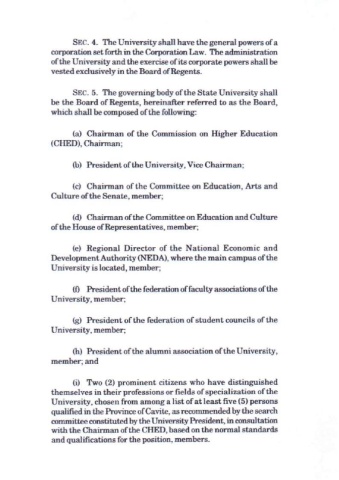 SEC. 4. The University shall have the general powers of a
corporation set forth in the Corporation Law. The administration
of the University and the exercise of its corporate powers shall be
vested exclusively in the Board of Regents.
SEC. 5. The governing body of the State University shall
be the Board of Regents, hereinafter referred to as the Board,
which shall be composed of the following:
(a) Chairman of the Commission on Higher Education
(CHED), Chairman;
(b) President of the University, Vice Chairman;
(c) Chairman of the Committee on Education, Arts and
Culture of the Senate, member;
(d) Chairman of the Committee on Education and Culture
of the House of Representatives, member;
(e) Regional Director of the National Economic and
Development Authority (NEDA), where the main campus of the
University is located, member;
(f) President of the federation of faculty associations of the
University, member;
(g) President of the federation of student councils of the
University, member;
(h) President of the alumni association of the University,
member; and
(i) Two (2) prominent citizens who have distinguished
themselves in their professions or fields of specialization of the
University, chosen from among a list of at least five (5) persons
qualified in the Province of Cavite, as recommended by the search
committee constituted by the University President, in consultation
with the Chairman of the CHED, based on the normal standards
and qualifications for the position, members.